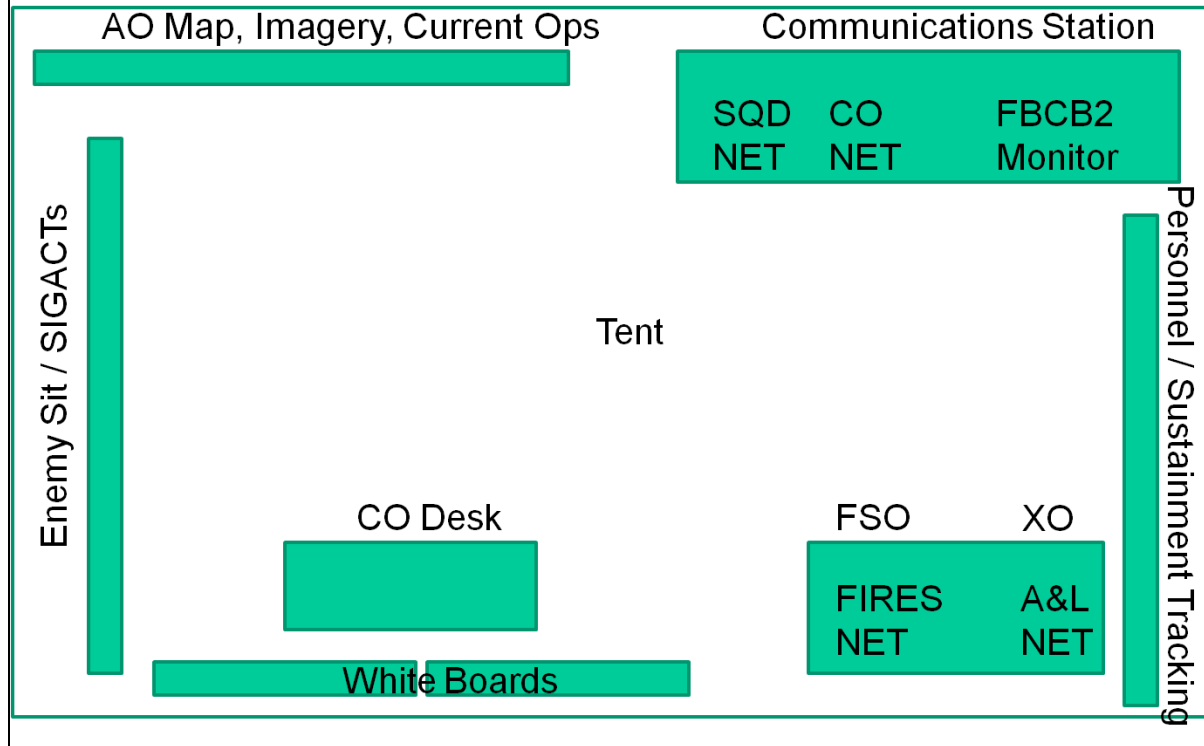 AO Map, Imagery, Current Ops
Communications Station
SQD NET
CO NET
FBCB2 Monitor
Enemy Sit / SIGACTs
Personnel / Sustainment Tracking
Tent
CO Desk
FSO
XO
FIRES NET
A&L NET
White Boards